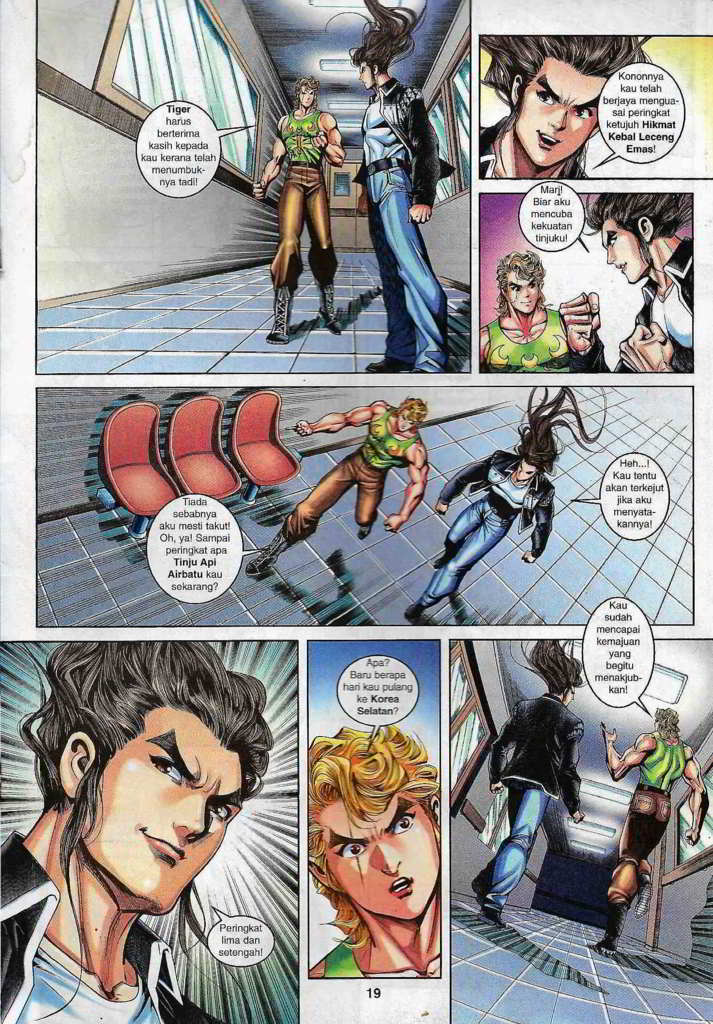 Tiger
harus
berterima
kasih kepada
kau kerana telah
menumbuk-
nya tadi!
Kononnya
kau telah
berjaya mengua-
sai peringkat
ketujuh Hikmat
Kebal Leceng
Emas!
Marj!
Biar aku
mencuba
kekuatan
tinjuku!
Tiada
sebabnya
aku mesti takut!
Oh, ya! Sampai
peringkat apa
Tinju Api
Airbatu kau
sekarang?
Heh...!
Kau tentu
akan terkejut
jika aku
menyata-
kannya!
Peringkat
lima dan
setengah!
Apa?
Baru berapa
hari kau pulang
ke Korea
Selatan?
Kau
sudah
mencapai
kemajuan
yang
begitu
menakjub-
kan!
19